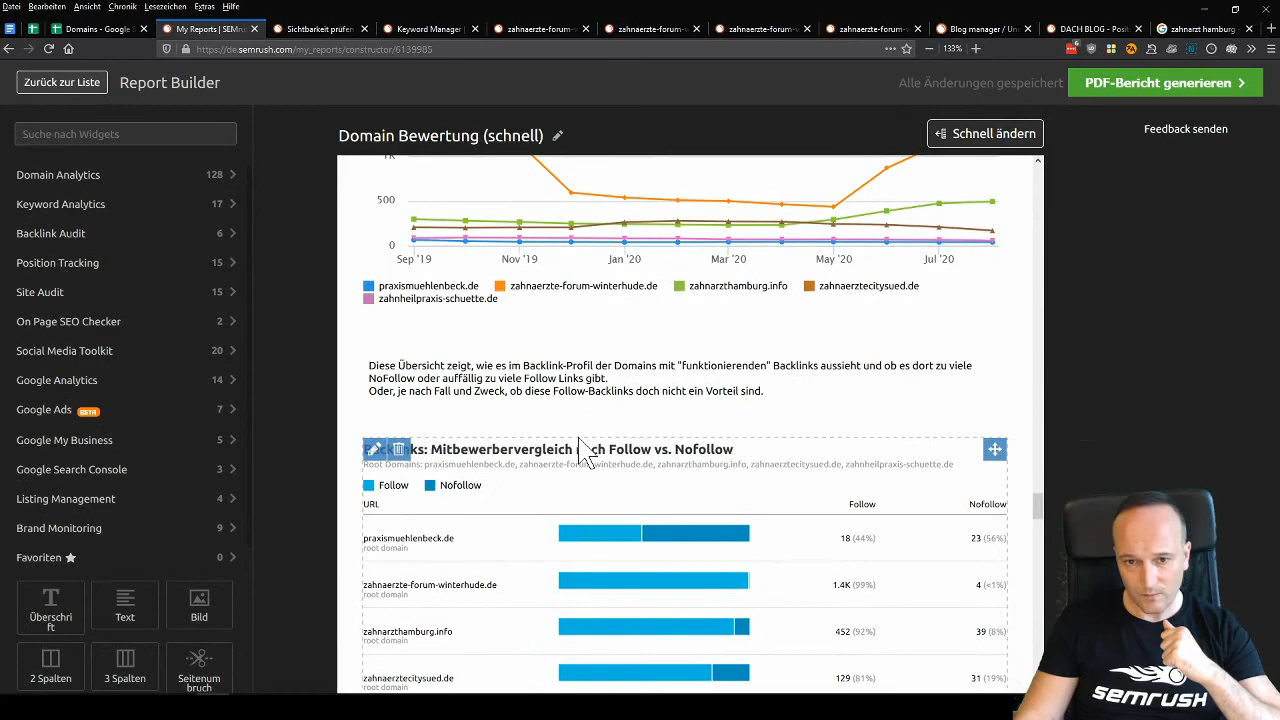 Datei Bearbeiten Ansicht Chronik Lesezeichen Extras Hilfe
Domains - Google S
My Reports | SEMru
Sichtbarkeit prüfen
Keyword Manager |
zahnaerzte-forum-w
zahnaerzte-forum-w
zahnaerzte-forum-w
zahnaerzte-forum-w
Blog manager / Un
DACH BLOG - Posit
zahnarzt hamburg -
https://de.semrush.com/my_reports/constructor/6139985
133%
Zurück zur Liste
Report Builder
Alle Änderungen gespeichert
PDF-Bericht generieren
Suche nach Widgets
Domain Bewertung (schnell)
Schnell ändern
Feedback senden
Domain Analytics 128
Keyword Analytics 17
Backlink Audit 6
Position Tracking 15
Site Audit 15
On Page SEO Checker 2
Social Media Toolkit 20
Google Analytics 14
Google Ads BETA 7
Google My Business 5
Google Search Console 3
Listing Management 4
Brand Monitoring 9
Favoriten 0
Überschri
ft
Text
Bild
2 Spalten
3 Spalten
Seitenum
bruch
1K
500
0
Sep '19 Nov '19 Jan '20 Mar '20 May '20 Jul '20
praxismuehlenbeck.de zahnaerzte-forum-winterhude.de zahnarzthamburg.info zahnaerztecitysued.de
zahnheilpraxis-schuette.de
Diese Übersicht zeigt, wie es im Backlink-Profil der Domains mit "funktionierenden" Backlinks aussieht und ob es dort zu viele
NoFollow oder auffällig zu viele Follow Links gibt.
Oder, je nach Fall und Zweck, ob diese Follow-Backlinks doch nicht ein Vorteil sind.
Backlinks: Mitbewerbervergleich nach Follow vs. Nofollow
Root Domains: praxismuehlenbeck.de, zahnaerzte-forum-winterhude.de, zahnarzthamburg.info, zahnaerztecitysued.de, zahnheilpraxis-schuette.de
Follow Nofollow
URL Follow Nofollow
praxismuehlenbeck.de 18 (44%) 23 (56%)
root domain
zahnaerzte-forum-winterhude.de 1.4K (99%) 4 (<1%)
root domain
zahnarzthamburg.info 452 (92%) 39 (8%)
root domain
zahnaerztecitysued.de 129 (81%) 31 (19%)
root domain
semrush